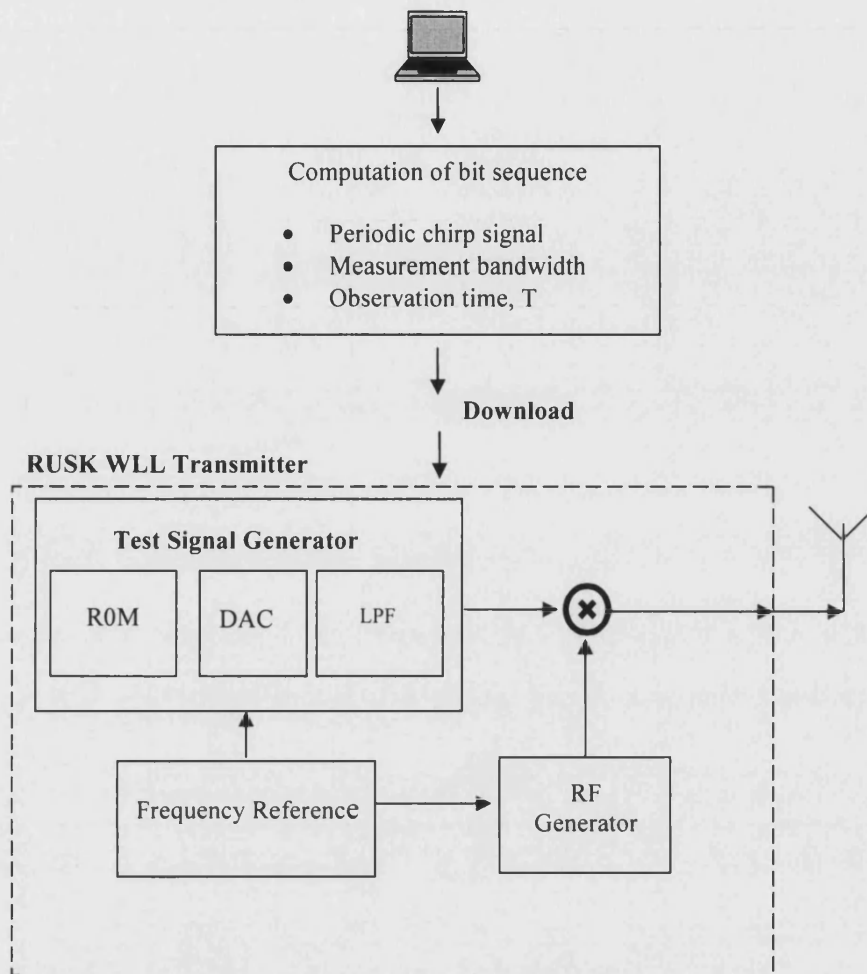 Computation of bit sequence
• Periodic chirp signal
• Measurement bandwidth
• Observation time, T
Download
RUSK WLL Transmitter
Test Signal Generator
R0M
DAC
LPF
Frequency Reference
RF
Generator